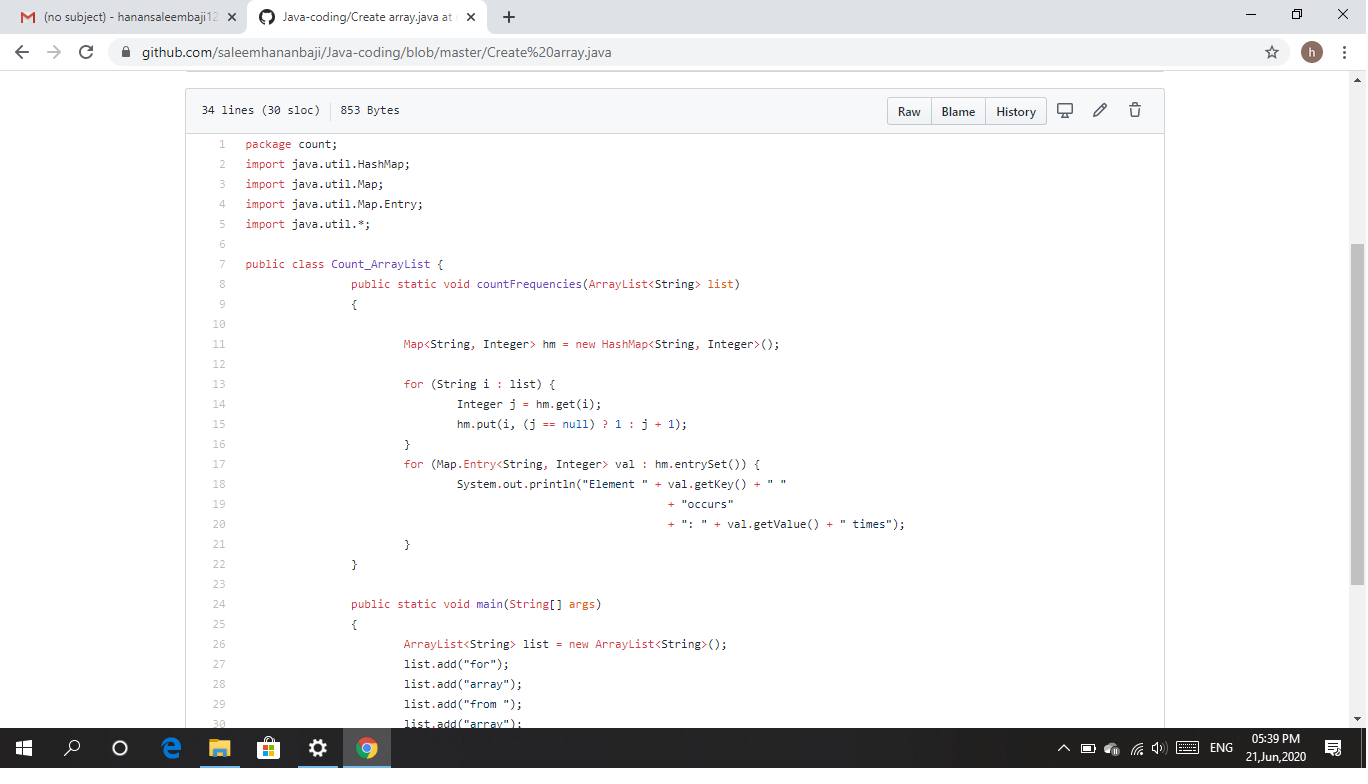 (no subject) - hanansaleembaji12
Java-coding/Create array.java at
github.com/saleemhananbaji/Java-coding/blob/master/Create%20array.java
h
34 lines (30 sloc) 853 Bytes
Raw Blame History
1 package count;
2 import java.util.HashMap;
3 import java.util.Map;
4 import java.util.Map.Entry;
5 import java.util.*;
6
7 public class Count_ArrayList {
8 public static void countFrequencies(ArrayList<String> list)
9 {
10
11 Map<String, Integer> hm = new HashMap<String, Integer>();
12
13 for (String i : list) {
14 Integer j = hm.get(i);
15 hm.put(i, (j == null) ? 1 : j + 1);
16 }
17 for (Map.Entry<String, Integer> val : hm.entrySet()) {
18 System.out.println("Element " + val.getKey() + " "
19 + "occurs"
20 + ": " + val.getValue() + " times");
21 }
22 }
23
24 public static void main(String[] args)
25 {
26 ArrayList<String> list = new ArrayList<String>();
27 list.add("for");
28 list.add("array");
29 list.add("from ");
30 list.add("array");
ENG
05:39 PM
21,Jun,2020